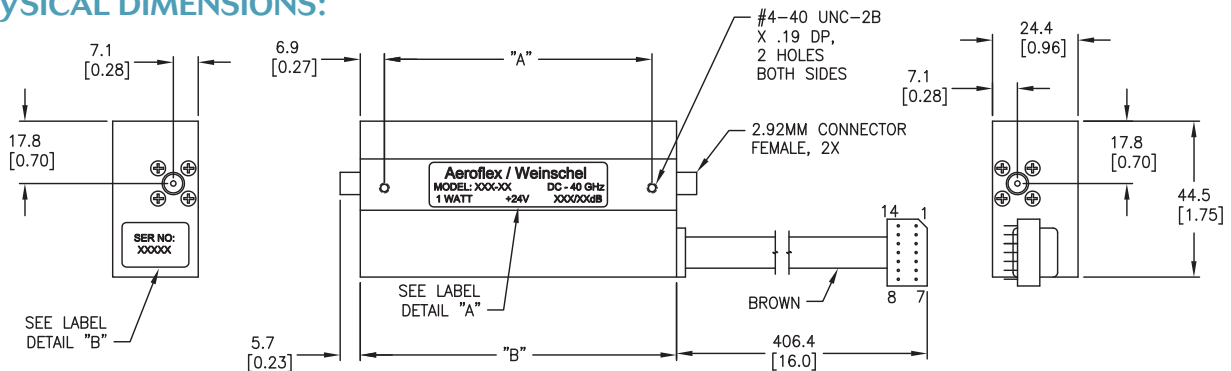 YSICAL DIMENSIONS:
7.1
[0.28]
17.8
[0.70]
SER NO:
XXXXX
SEE LABEL
DETAIL "B"
6.9
[0.27]
"A"
#4-40 UNC-2B
X .19 DP,
2 HOLES
BOTH SIDES
2.92MM CONNECTOR
FEMALE, 2X
Aeroflex / Weinschel
MODEL: XXX-XX DC - 40 GHz
1 WATT +24V XXX/XXdB
SEE LABEL
DETAIL "A"
14 1
8 7
BROWN
5.7
[0.23]
"B"
406.4
[16.0]
24.4
[0.96]
7.1
[0.28]
17.8
[0.70]
44.5
[1.75]